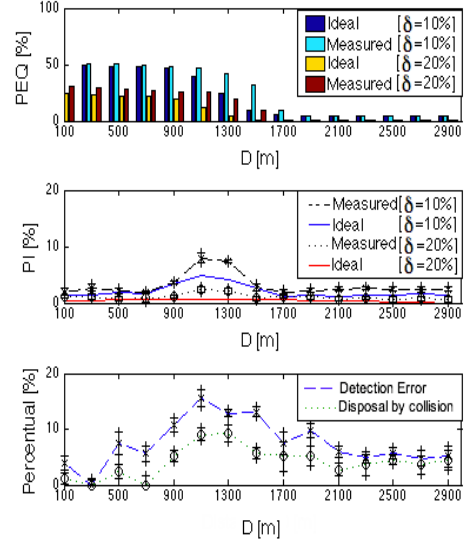 PEQ [%]
100
50
0
Ideal [δ=10%]
Measured [δ=10%]
Ideal [δ=20%]
Measured [δ=20%]
100 500 900 1300 1700 2100 2500 2900
D [m]
PI [%]
20
10
0
Measured[δ=10%]
Ideal [δ=10%]
Measured [δ=20%]
Ideal [δ=20%]
100 500 900 1300 1700 2100 2500 2900
D [m]
Percentual [%]
20
10
0
Detection Error
Disposal by collision
100 500 900 1300 1700 2100 2500 2900
D [m]